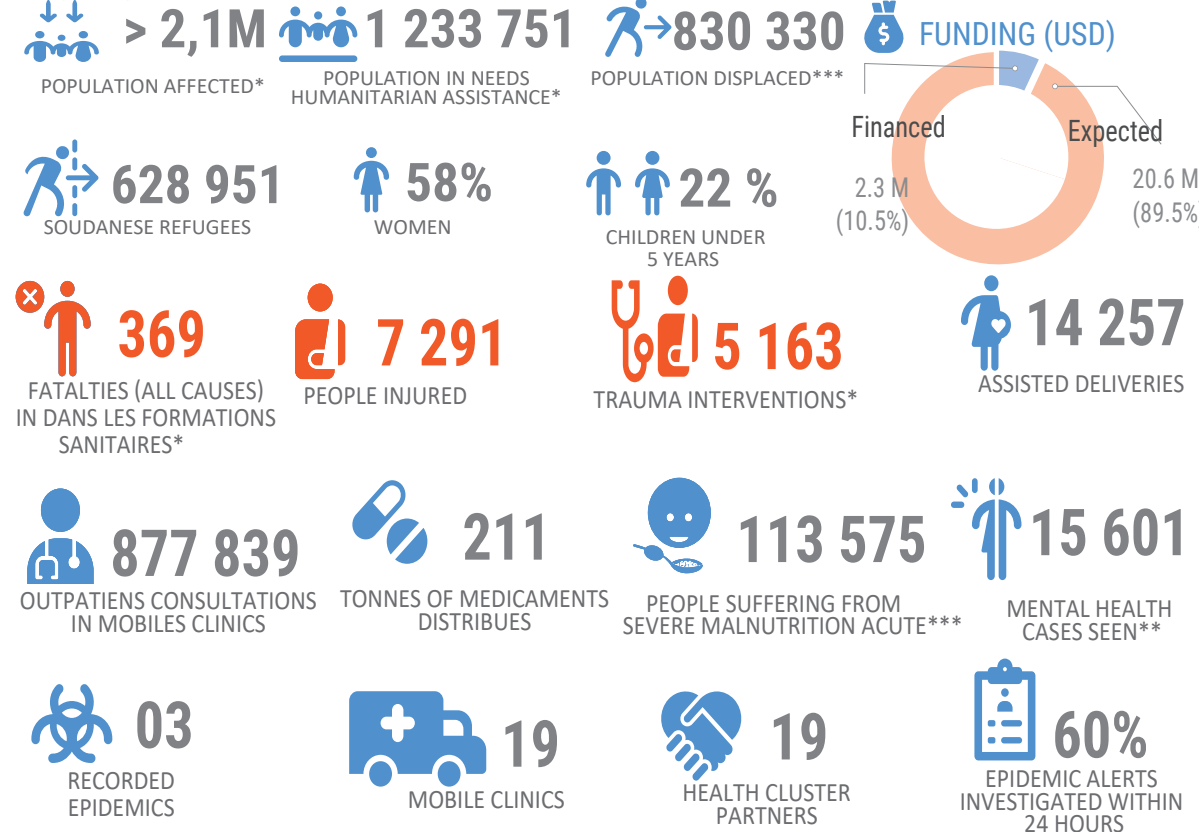 > 2,1M
POPULATION AFFECTED*
1 233 751
POPULATION IN NEEDS
HUMANITARIAN ASSISTANCE*
830 330
POPULATION DISPLACED***
$
FUNDING (USD)
Financed
2.3 M
(10.5%)
Expected
20.6 M
(89.5%)
628 951
SOUDANESE REFUGEES
58%
WOMEN
22 %
CHILDREN UNDER
5 YEARS
369
FATALTIES (ALL CAUSES)
IN DANS LES FORMATIONS
SANITAIRES*
7 291
PEOPLE INJURED
5 163
TRAUMA INTERVENTIONS*
14 257
ASSISTED DELIVERIES
877 839
OUTPATIENS CONSULTATIONS
IN MOBILES CLINICS
211
TONNES OF MEDICAMENTS
DISTRIBUES
113 575
PEOPLE SUFFERING FROM
SEVERE MALNUTRITION ACUTE***
15 601
MENTAL HEALTH
CASES SEEN**
03
RECORDED
EPIDEMICS
19
MOBILE CLINICS
19
HEALTH CLUSTER
PARTNERS
60%
EPIDEMIC ALERTS
INVESTIGATED WITHIN
24 HOURS